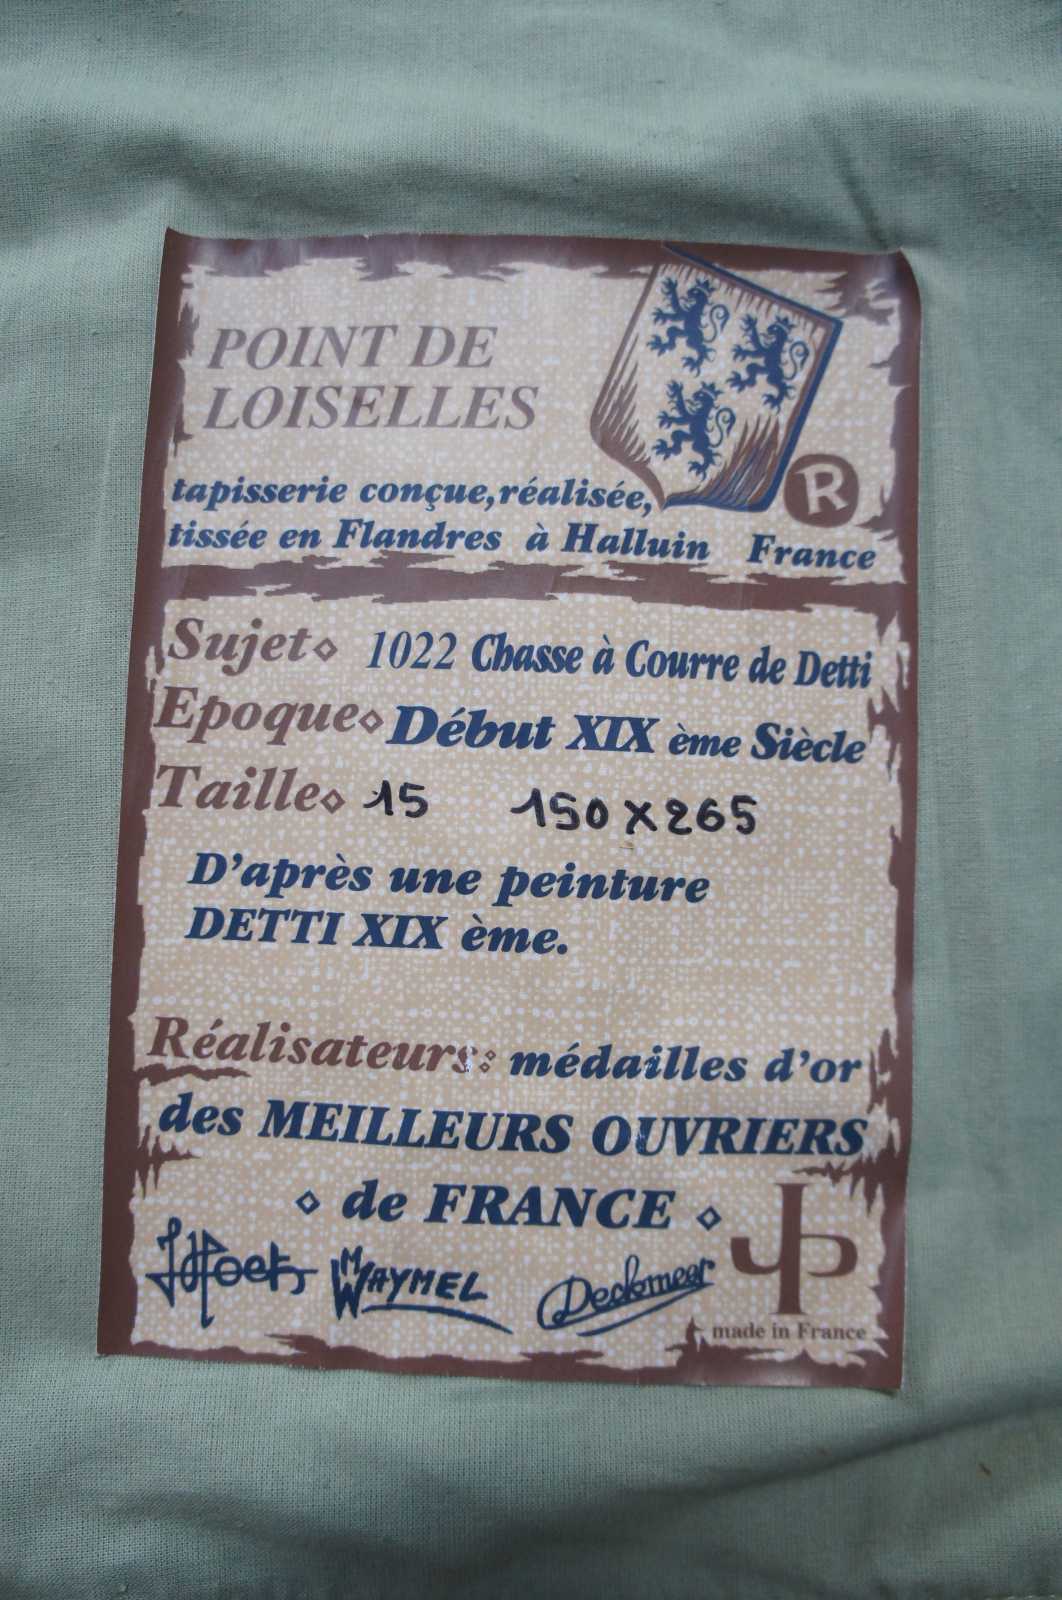 POINT DE
LOISELLES
tapisserie conçue, réalisée,
tissée en Flandres à Halluin France
R
Sujet 1022 Chasse à Courre de Detti
Epoque Début XIX ème Siècle
Taille 15 150 x 265
D'après une peinture
DETTI XIX ème.
Réalisateurs: médailles d'or
des MEILLEURS OUVRIERS
de FRANCE
M WAYMEL
made in France